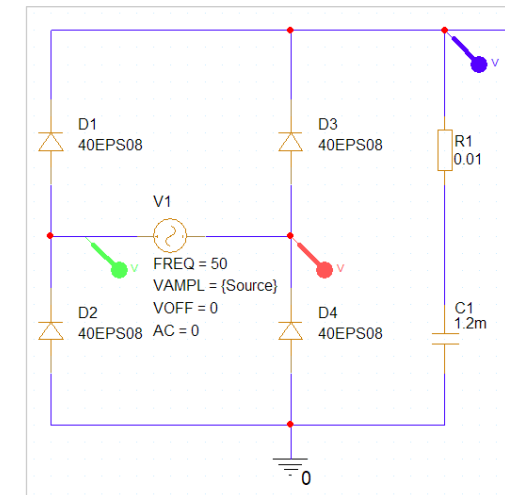 V
D1
40EPS08
D3
40EPS08
R1
0.01
V1
V
V
FREQ = 50
VAMPL = {Source}
VOFF = 0
AC = 0
D2
40EPS08
D4
40EPS08
C1
1.2m
0